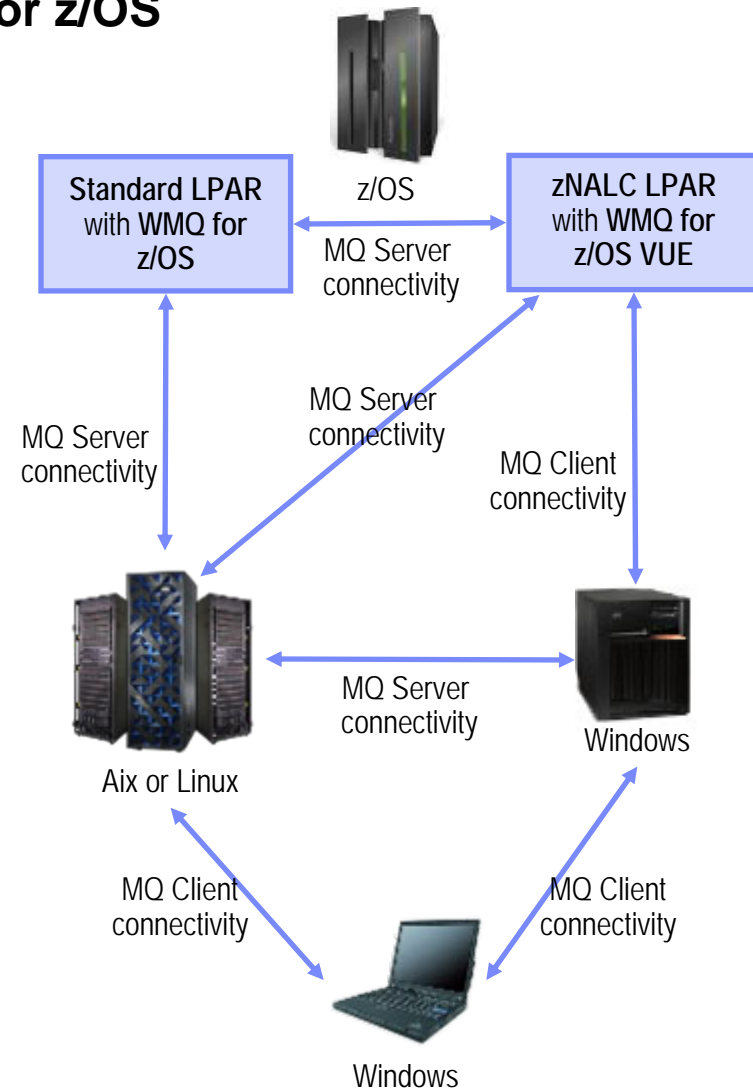 or z/OS
Standard LPAR
with WMQ for
z/OS
z/OS
zNALC LPAR
with WMQ for
z/OS VUE
MQ Server
connectivity
MQ Server
connectivity
MQ Server
connectivity
MQ Client
connectivity
MQ Server
connectivity
Windows
Aix or Linux
MQ Client
connectivity
MQ Client
connectivity
Windows